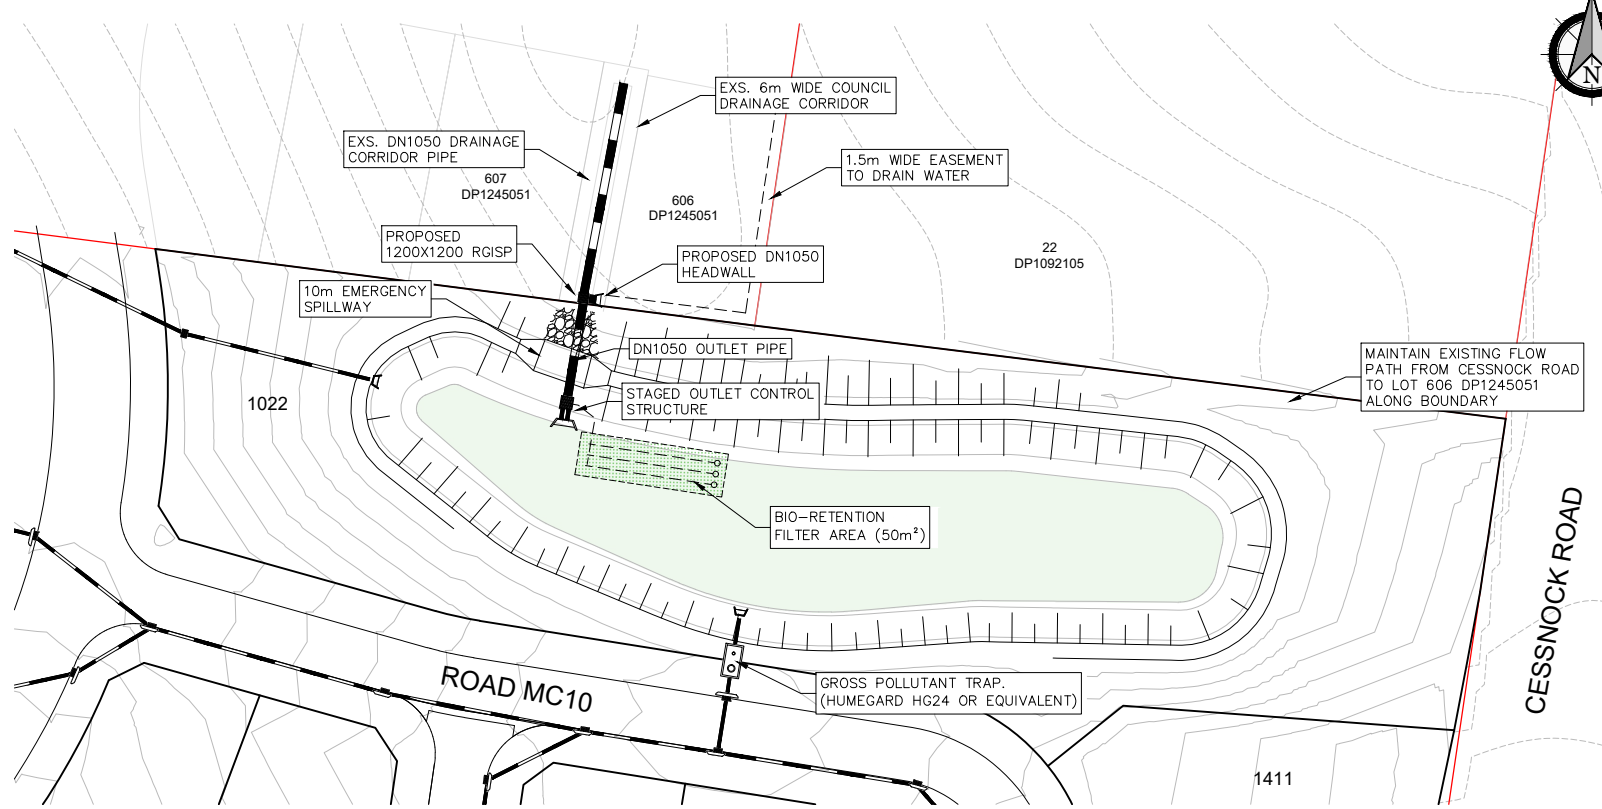 N
EXS. 6m WIDE COUNCIL
DRAINAGE CORRIDOR
EXS. DN1050 DRAINAGE
CORRIDOR PIPE
1.5m WIDE EASEMENT
TO DRAIN WATER
607
DP1245051
606
DP1245051
22
DP1092105
PROPOSED
1200X1200 RGISP
PROPOSED DN1050
HEADWALL
10m EMERGENCY
SPILLWAY
DN1050 OUTLET PIPE
MAINTAIN EXISTING FLOW
PATH FROM CESSNOCK ROAD
TO LOT 606 DP1245051
ALONG BOUNDARY
STAGED OUTLET CONTROL
STRUCTURE
1022
BIO-RETENTION
FILTER AREA (50m²)
CESSNOCK ROAD
ROAD MC10
GROSS POLLUTANT TRAP.
(HUMEGARD HG24 OR EQUIVALENT)
1411